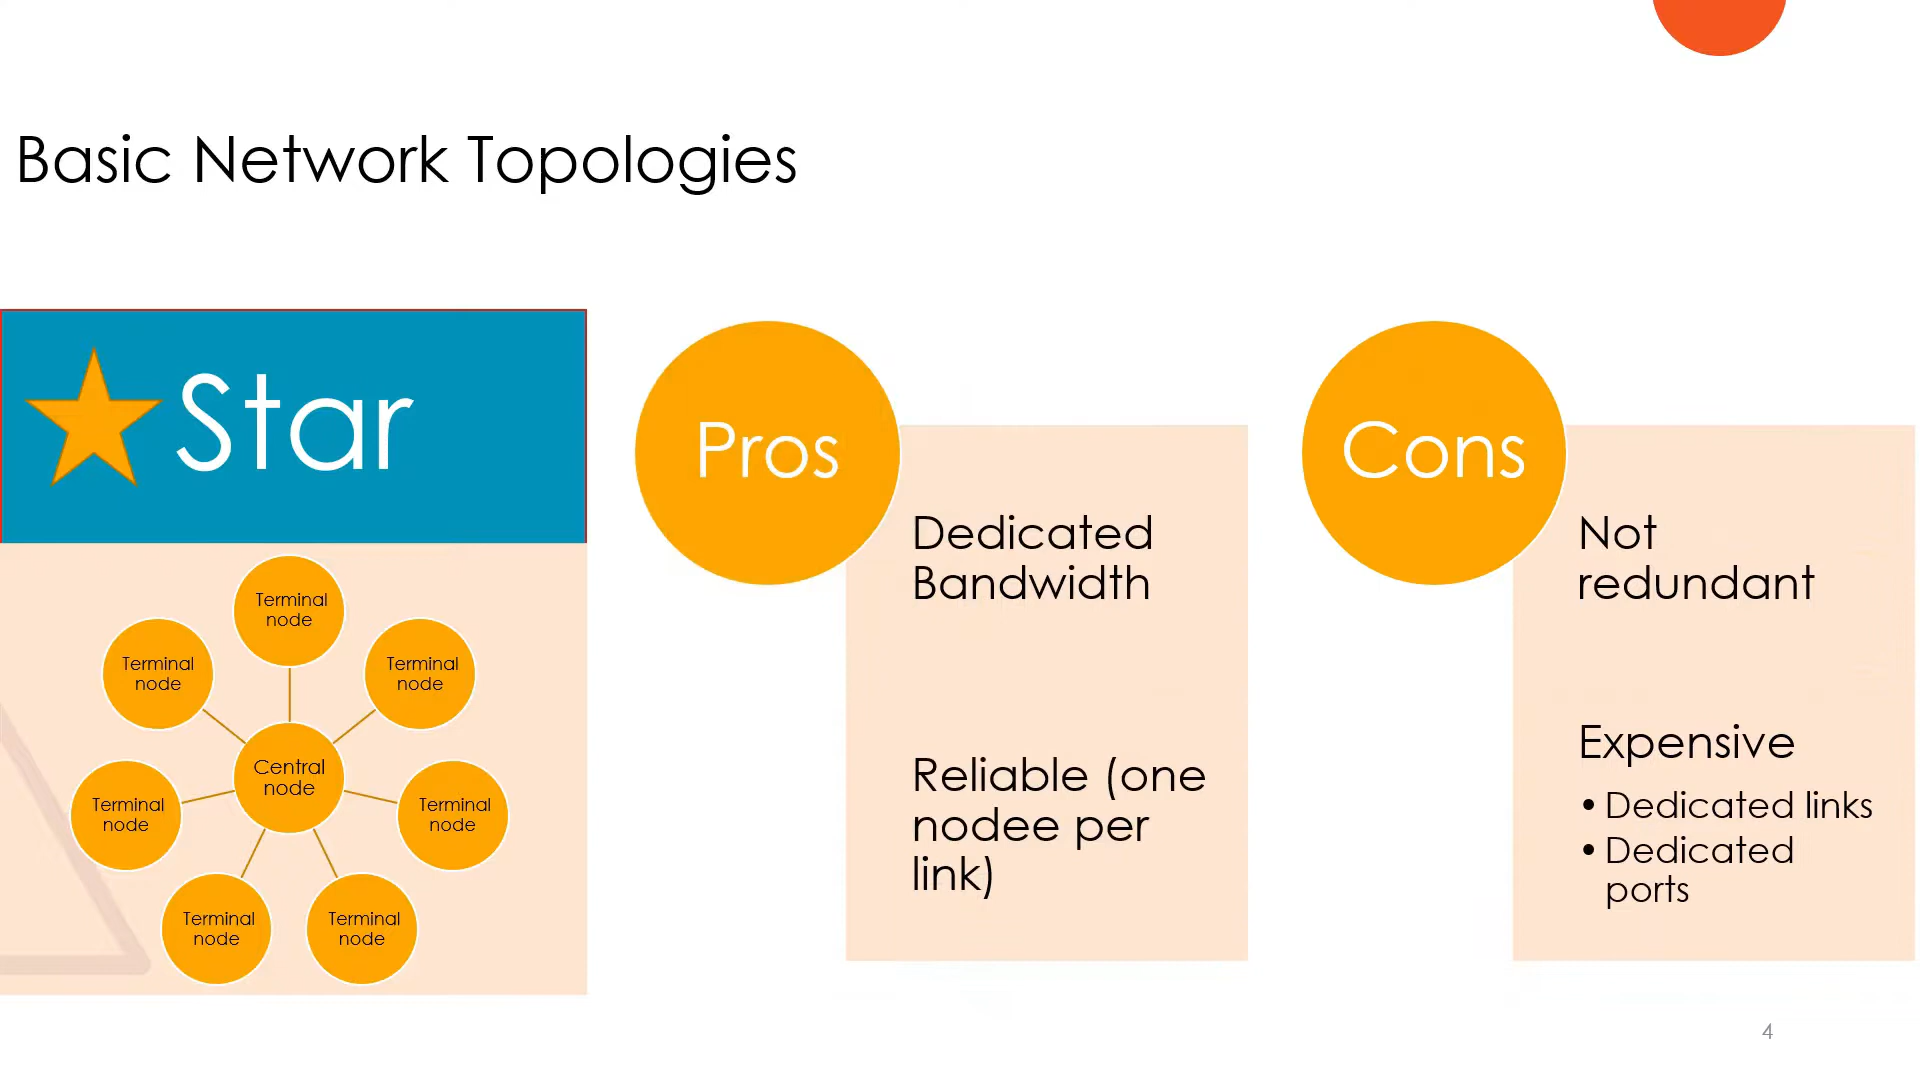 Basic Network Topologies
Star
Terminal
node
Terminal
node
Terminal
node
Central
node
Terminal
node
Terminal
node
Terminal
node
Terminal
node
Pros
Dedicated
Bandwidth
Reliable (one
nodee per
link)
Cons
Not
redundant
Expensive
• Dedicated links
• Dedicated
ports
4